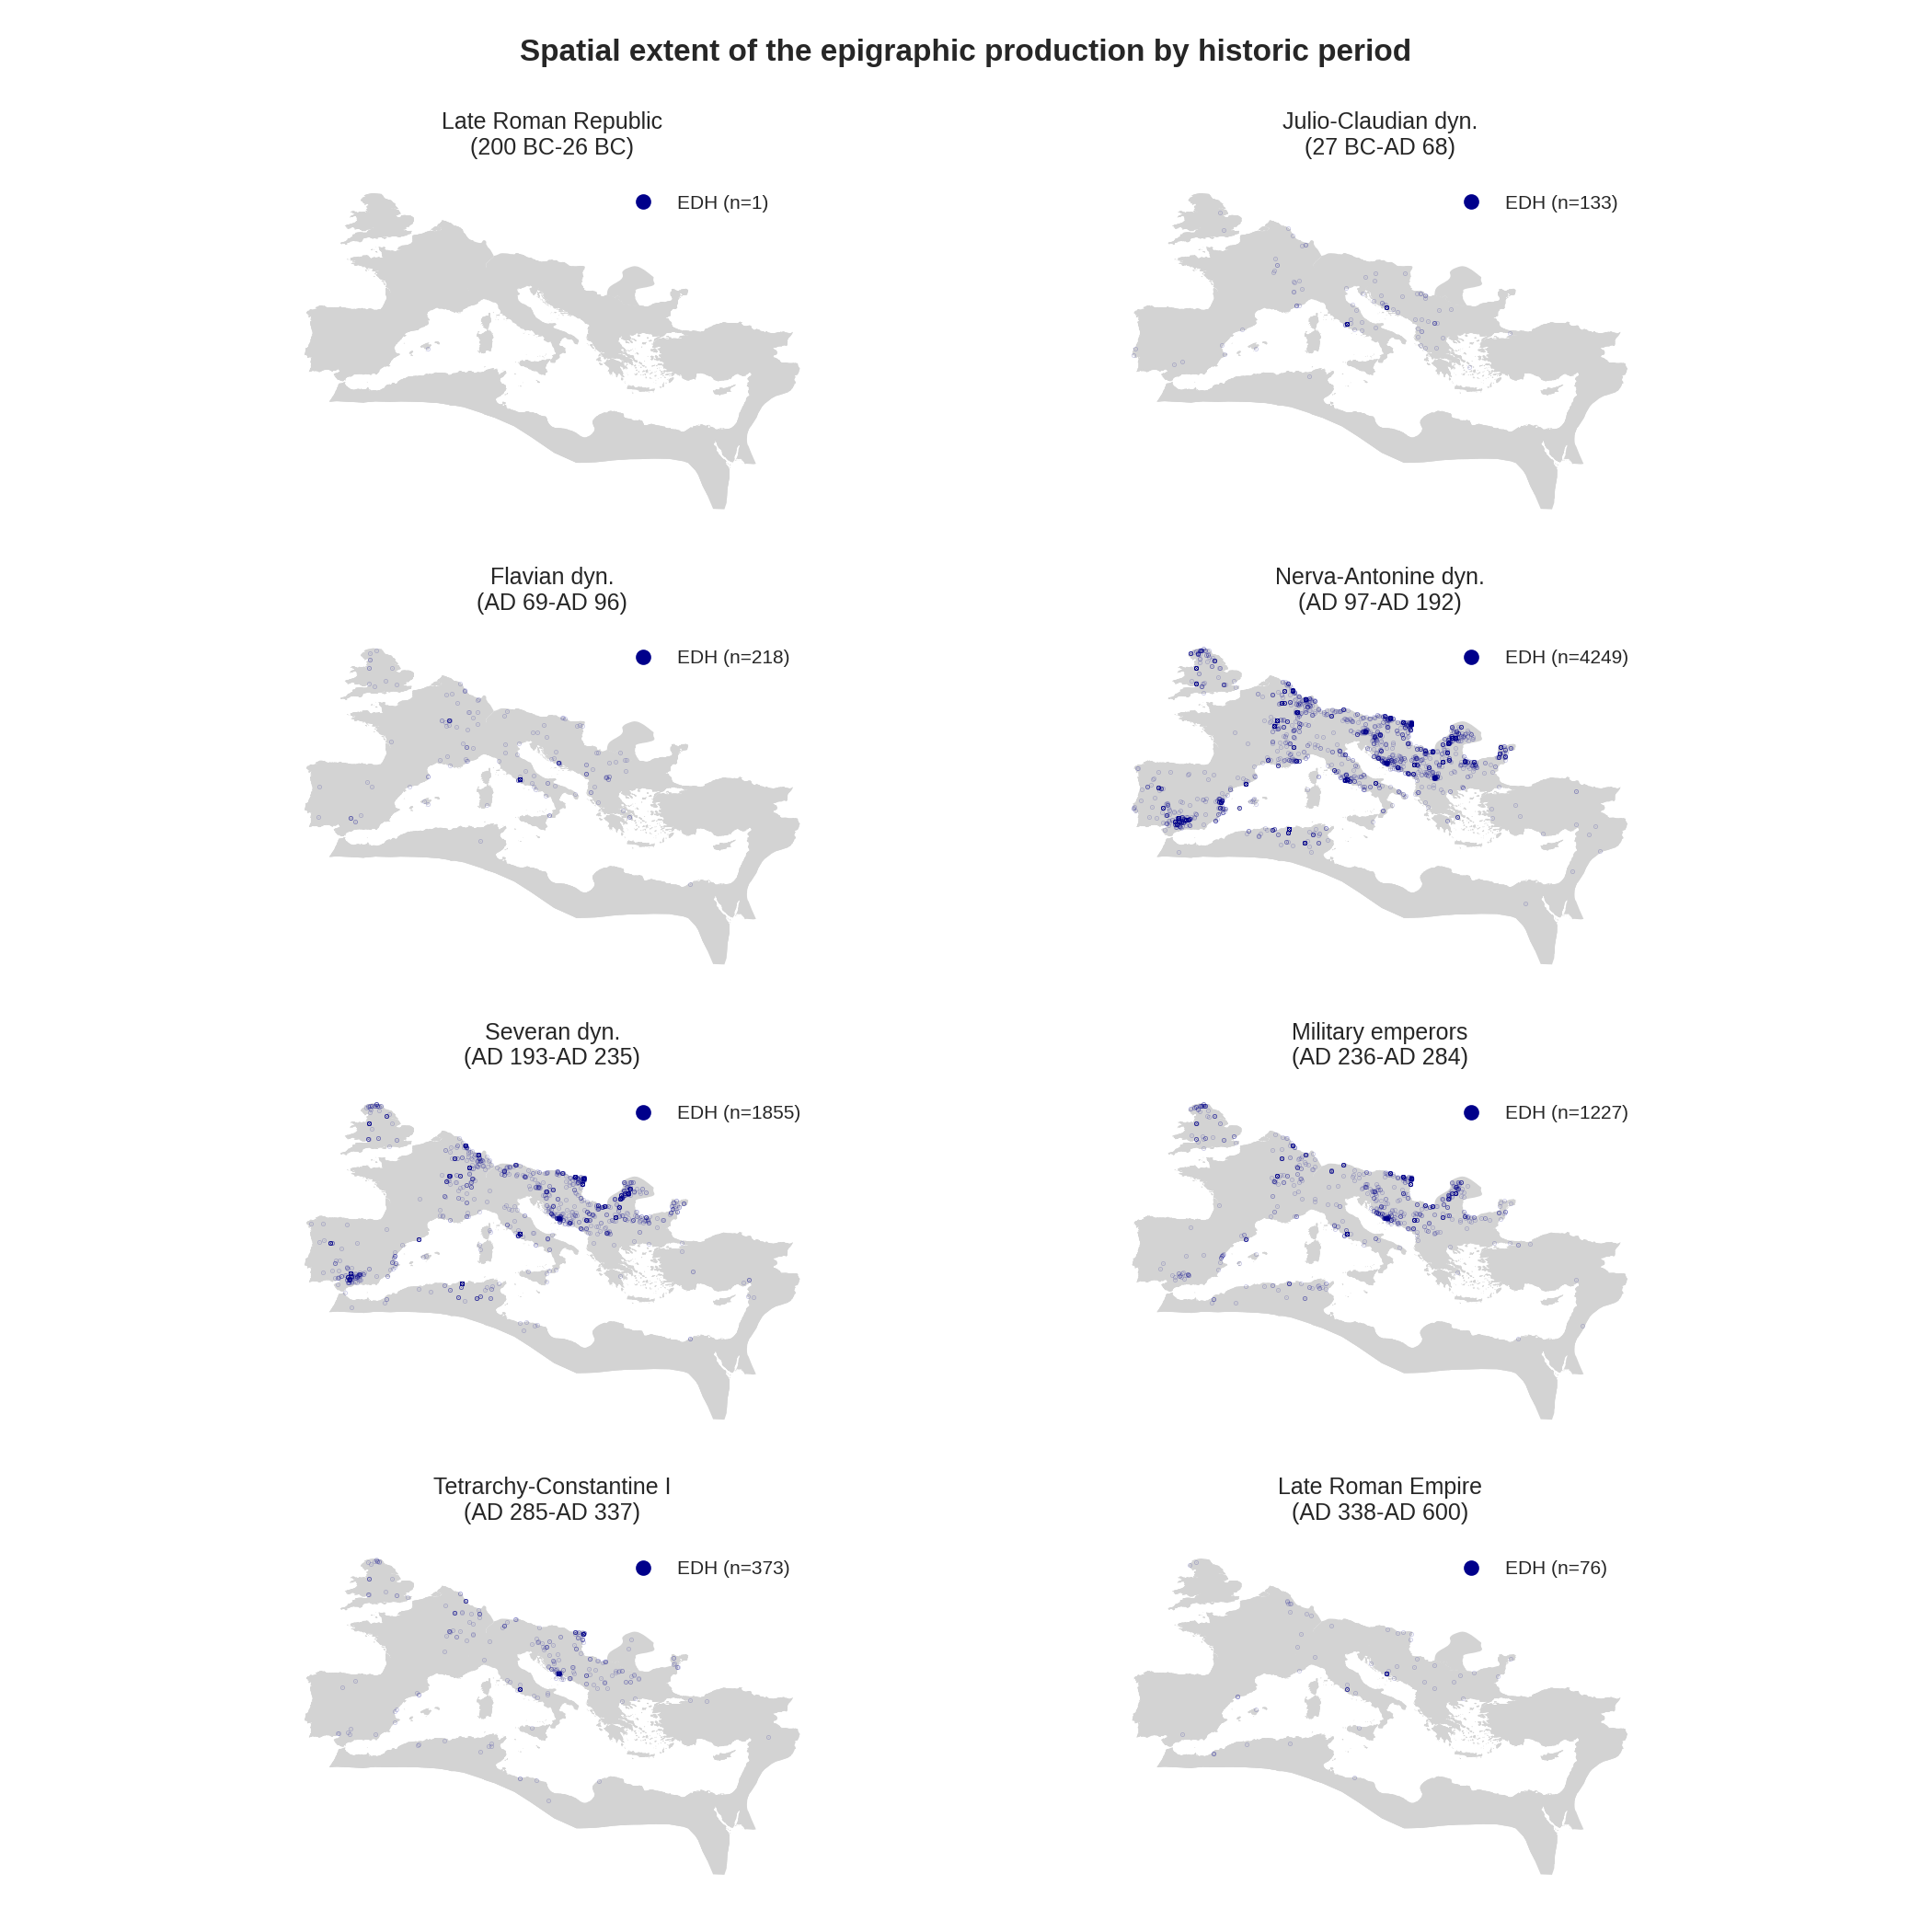 Spatial extent of the epigraphic production by historic period
Late Roman Republic
(200 BC-26 BC)
EDH (n=1)
Julio-Claudian dyn.
(27 BC-AD 68)
EDH (n=133)
Flavian dyn.
(AD 69-AD 96)
EDH (n=218)
Nerva-Antonine dyn.
(AD 97-AD 192)
EDH (n=4249)
Severan dyn.
(AD 193-AD 235)
EDH (n=1855)
Military emperors
(AD 236-AD 284)
EDH (n=1227)
Tetrarchy-Constantine I
(AD 285-AD 337)
EDH (n=373)
Late Roman Empire
(AD 338-AD 600)
EDH (n=76)